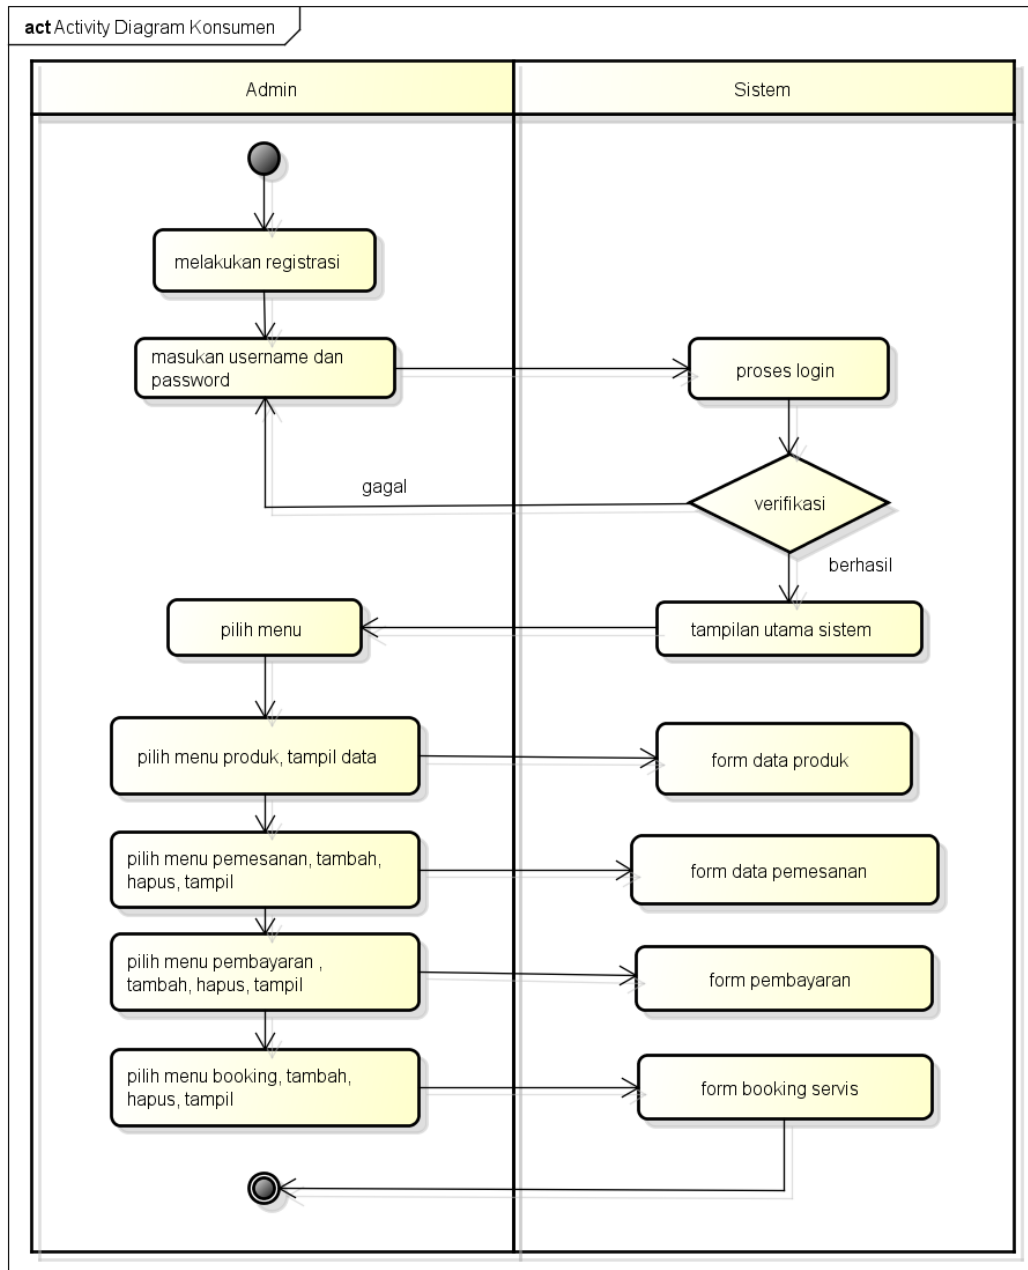 act Activity Diagram Konsumen
Admin
Sistem
melakukan registrasi
masukan username dan
password
proses login
verifikasi
gagal
berhasil
tampilan utama sistem
pilih menu
pilih menu produk, tampil data
form data produk
pilih menu pemesanan, tambah,
hapus, tampil
form data pemesanan
pilih menu pembayaran ,
tambah, hapus, tampil
form pembayaran
pilih menu booking, tambah,
hapus, tampil
form booking servis